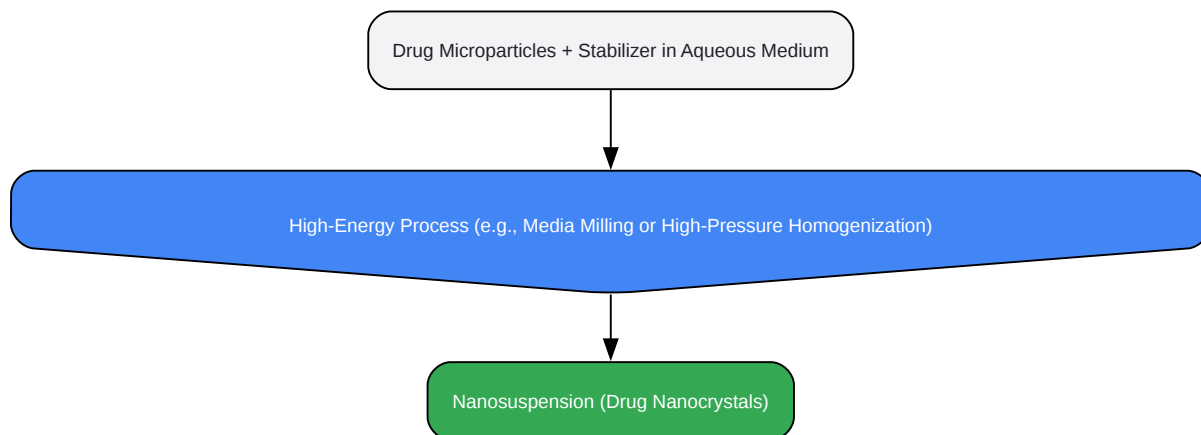 Drug Microparticles + Stabilizer in Aqueous Medium
High-Energy Process (e.g., Media Milling or High-Pressure Homogenization)
Nanosuspension (Drug Nanocrystals)